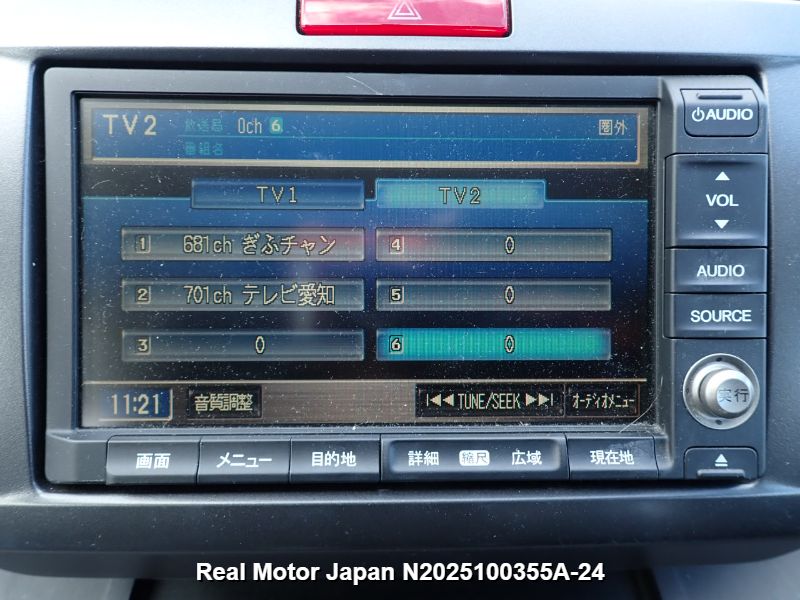 TV2 放送局 0ch 6 圏外
番組名
TV1 TV2
1 681ch ぎふチャン 4 0
2 701ch テレビ愛知 5 0
3 0 6 0
11:21 音質調整 TUNE/SEEK オーディオメニュー
画面 メニュー 目的地 詳細 縮尺 広域 現在地
AUDIO
VOL
AUDIO
SOURCE
実行
Real Motor Japan N2025100355A-24